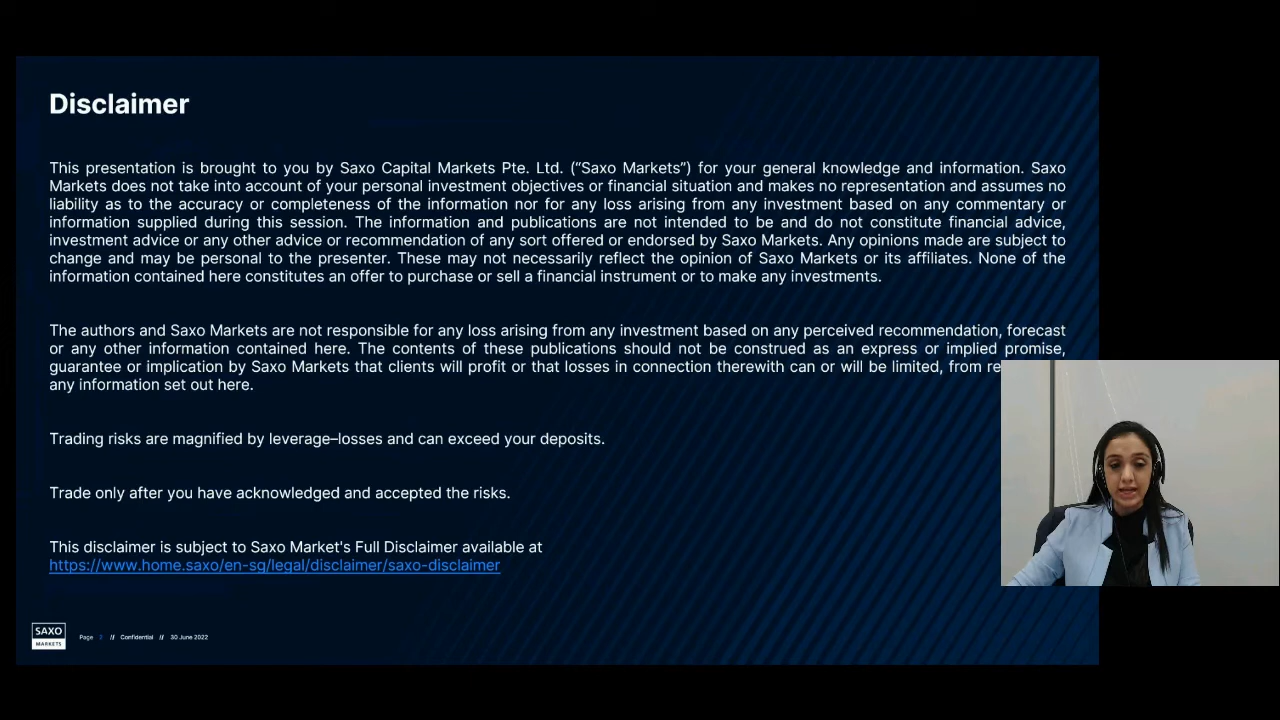 Disclaimer
This presentation is brought to you by Saxo Capital Markets Pte. Ltd. (“Saxo Markets”) for your general knowledge and information. Saxo
Markets does not take into account of your personal investment objectives or financial situation and makes no representation and assumes no
liability as to the accuracy or completeness of the information nor for any loss arising from any investment based on any commentary or
information supplied during this session. The information and publications are not intended to be and do not constitute financial advice,
investment advice or any other advice or recommendation of any sort offered or endorsed by Saxo Markets. Any opinions made are subject to
change and may be personal to the presenter. These may not necessarily reflect the opinion of Saxo Markets or its affiliates. None of the
information contained here constitutes an offer to purchase or sell a financial instrument or to make any investments.
The authors and Saxo Markets are not responsible for any loss arising from any investment based on any perceived recommendation, forecast
or any other information contained here. The contents of these publications should not be construed as an express or implied promise,
guarantee or implication by Saxo Markets that clients will profit or that losses in connection therewith can or will be limited, from
any information set out here.
Trading risks are magnified by leverage–losses and can exceed your deposits.
Trade only after you have acknowledged and accepted the risks.
This disclaimer is subject to Saxo Market's Full Disclaimer available at
https://www.home.saxo/en-sg/legal/disclaimer/saxo-disclaimer
SAXO
MARKETS
Page 2 // Confidential // 30 June 2022